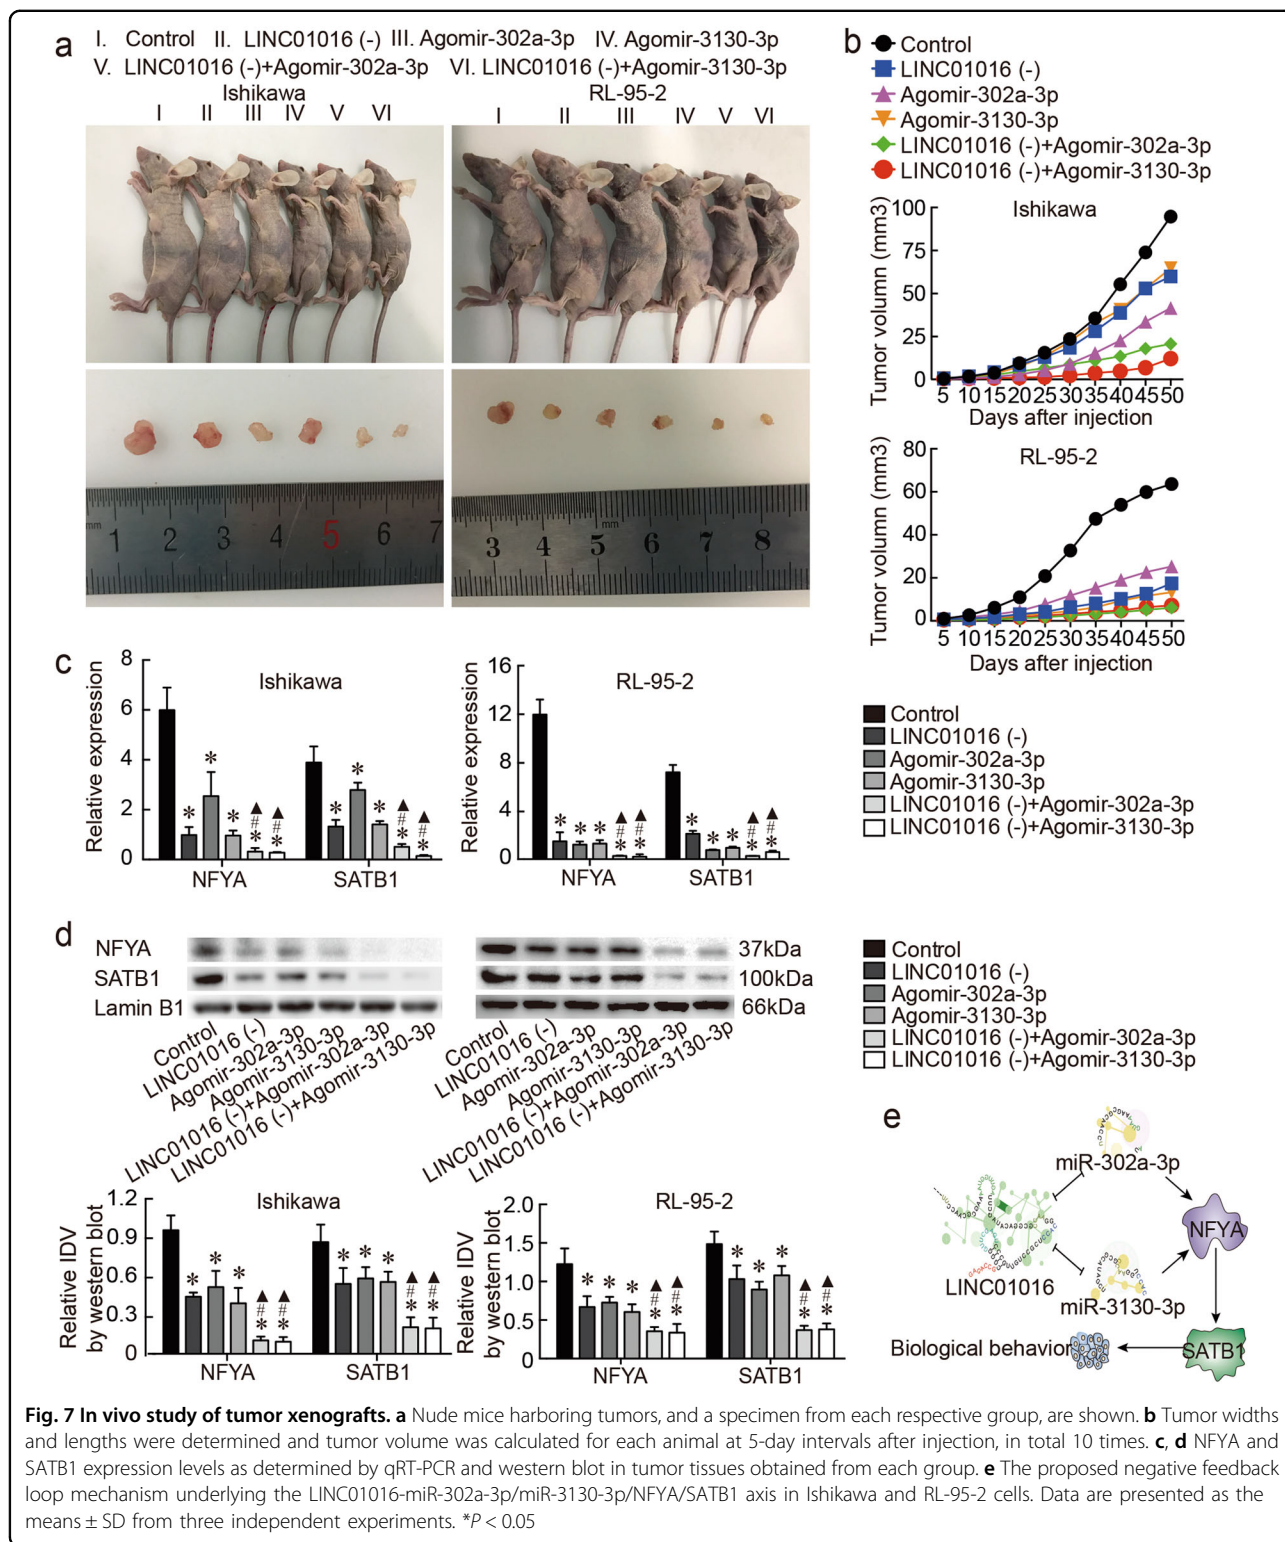 a I. Control II. LINC01016 (-) III. Agomir-302a-3p IV. Agomir-3130-3p
V. LINC01016 (-)+Agomir-302a-3p VI. LINC01016 (-)+Agomir-3130-3p
Ishikawa RL-95-2
I II III IV V VI I II III IV V VI
mm 1 2 3 4 5 6 7
mm 3 4 5 6 7 8
b
Control
LINC01016 (-)
Agomir-302a-3p
Agomir-3130-3p
LINC01016 (-)+Agomir-302a-3p
LINC01016 (-)+Agomir-3130-3p
Ishikawa
Tumor volumn (mm3)
100
75
50
25
0
5 10 15 20 25 30 35 40 45 50
Days after injection
RL-95-2
Tumor volumn (mm3)
80
60
40
20
0
5 10 15 20 25 30 35 40 45 50
Days after injection
c
Ishikawa
Relative expression
8
6
4
2
0
* * * ▲#* ▲#* * * * ▲#* ▲#*
NFYA SATB1
RL-95-2
Relative expression
16
12
8
4
0
* * * ▲#* ▲#* * * * ▲#* ▲#*
NFYA SATB1
Control
LINC01016 (-)
Agomir-302a-3p
Agomir-3130-3p
LINC01016 (-)+Agomir-302a-3p
LINC01016 (-)+Agomir-3130-3p
d
NFYA 37kDa
SATB1 100kDa
Lamin B1 66kDa
Control
LINC01016 (-)
Agomir-302a-3p
Agomir-3130-3p
LINC01016 (-)+Agomir-302a-3p
LINC01016 (-)+Agomir-3130-3p
Control
LINC01016 (-)
Agomir-302a-3p
Agomir-3130-3p
LINC01016 (-)+Agomir-302a-3p
LINC01016 (-)+Agomir-3130-3p
Ishikawa
Relative IDV
by western blot
1.2
0.9
0.6
0.3
0
* * * ▲#* ▲#* * * * ▲#* ▲#*
NFYA SATB1
RL-95-2
Relative IDV
by western blot
2.0
1.5
1.0
0.5
0
* * * ▲#* ▲#* * * * ▲#* ▲#*
NFYA SATB1
Control
LINC01016 (-)
Agomir-302a-3p
Agomir-3130-3p
LINC01016 (-)+Agomir-302a-3p
LINC01016 (-)+Agomir-3130-3p
e
miR-302a-3p
NFYA
LINC01016
miR-3130-3p
Biological behavior
SATB1
Fig. 7 In vivo study of tumor xenografts. a Nude mice harboring tumors, and a specimen from each respective group, are shown. b Tumor widths
and lengths were determined and tumor volume was calculated for each animal at 5-day intervals after injection, in total 10 times. c, d NFYA and
SATB1 expression levels as determined by qRT-PCR and western blot in tumor tissues obtained from each group. e The proposed negative feedback
loop mechanism underlying the LINC01016-miR-302a-3p/miR-3130-3p/NFYA/SATB1 axis in Ishikawa and RL-95-2 cells. Data are presented as the
means ± SD from three independent experiments. *P < 0.05